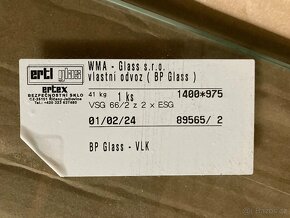 WMA - Glass s.r.o.
vlastní odvoz ( BP Glass )
ertl glas
ertex
BEZPEČNOSTNÍ SKLO
41 kg 1 ks 1400*975
VSG 66/2 z 2 x ESG
01/02/24 89565/ 2
BP Glass - VLK